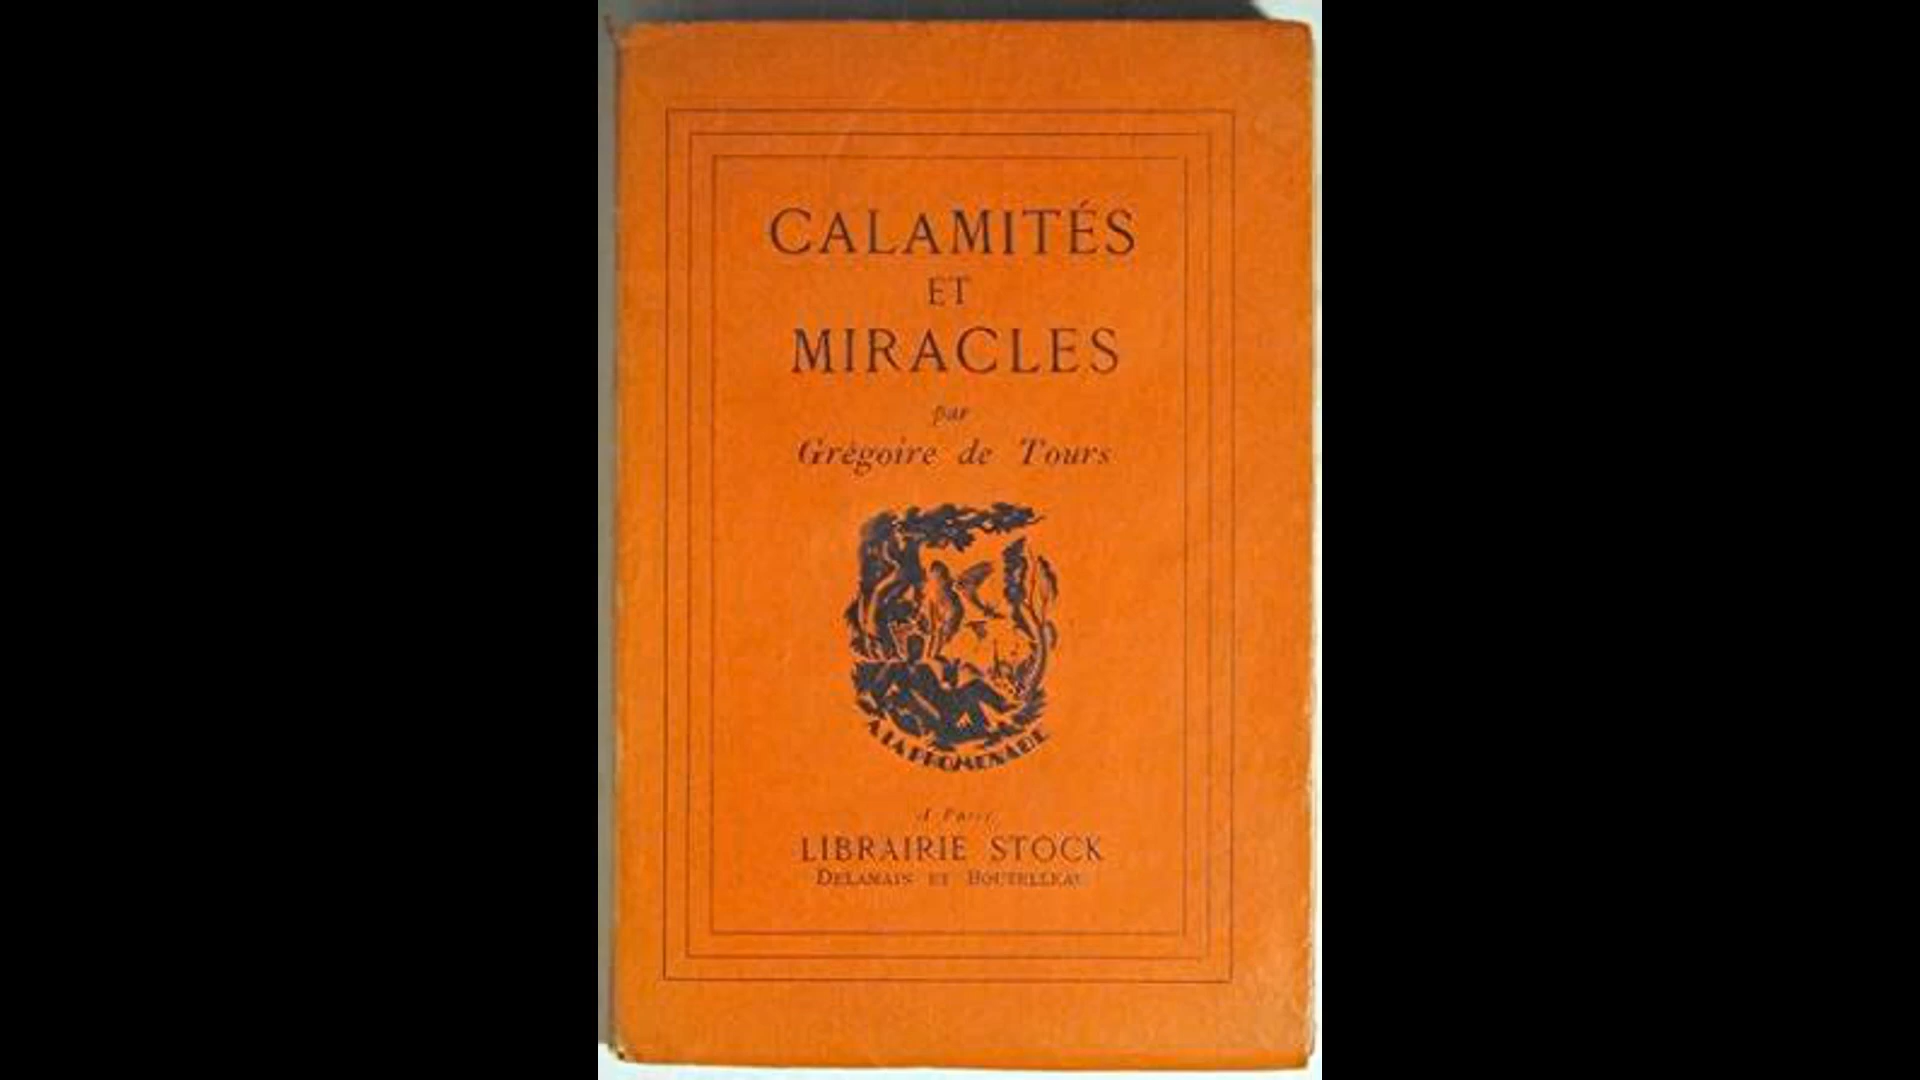 CALAMITÉS
ET
MIRACLES
par
Grégoire de Tours
A LA PROMENADE
A Paris
LIBRAIRIE STOCK
DELAMAIN ET BOUTELLEAU